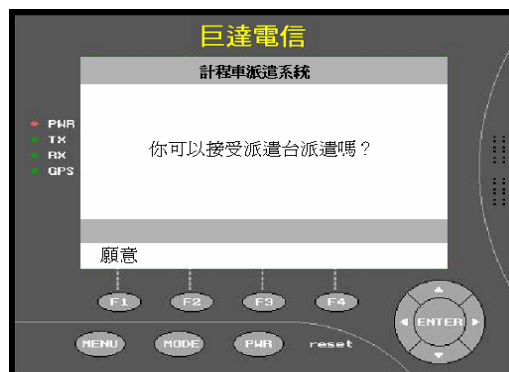 巨達電信
計程車派遣系統
PWR
TX
RX
GPS
你可以接受派遣台派遣嗎？
願意
F1
F2
F3
F4
MENU
MODE
PWR
reset
ENTER